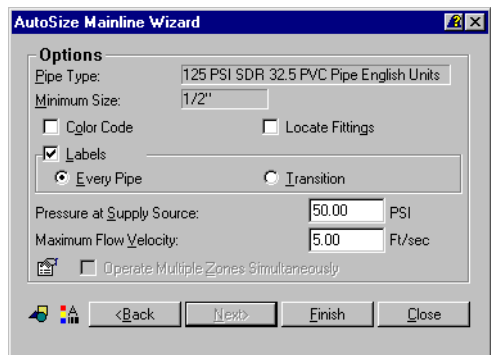 AutoSize Mainline Wizard
Options
Pipe Type: 125 PSI SDR 32.5 PVC Pipe English Units
Minimum Size: 1/2"
Color Code Locate Fittings
Labels
Every Pipe Transition
Pressure at Supply Source: 50.00 PSI
Maximum Flow Velocity: 5.00 Ft/sec
Operate Multiple Zones Simultaneously
<Back Next> Finish Close